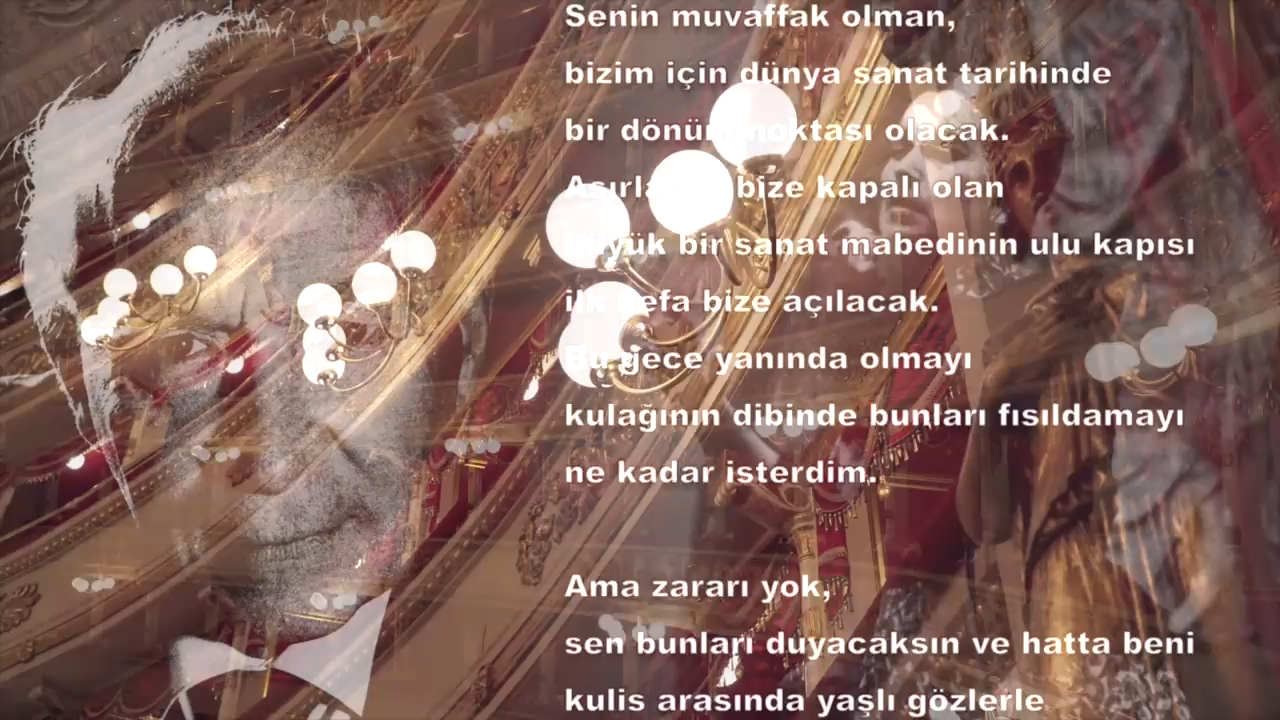 Senin muvaffak olman,
bizim için dünya sanat tarihinde
bir dönüm noktası olacak.
Asırlarca bize kapalı olan
büyük bir sanat mabedinin ulu kapısı
ilk defa bize açılacak.
Bu gece yanında olmayı
kulağının dibinde bunları fısıldamayı
ne kadar isterdim.
Ama zararı yok,
sen bunları duyacaksın ve hatta beni
kulis arasında yaşlı gözlerle